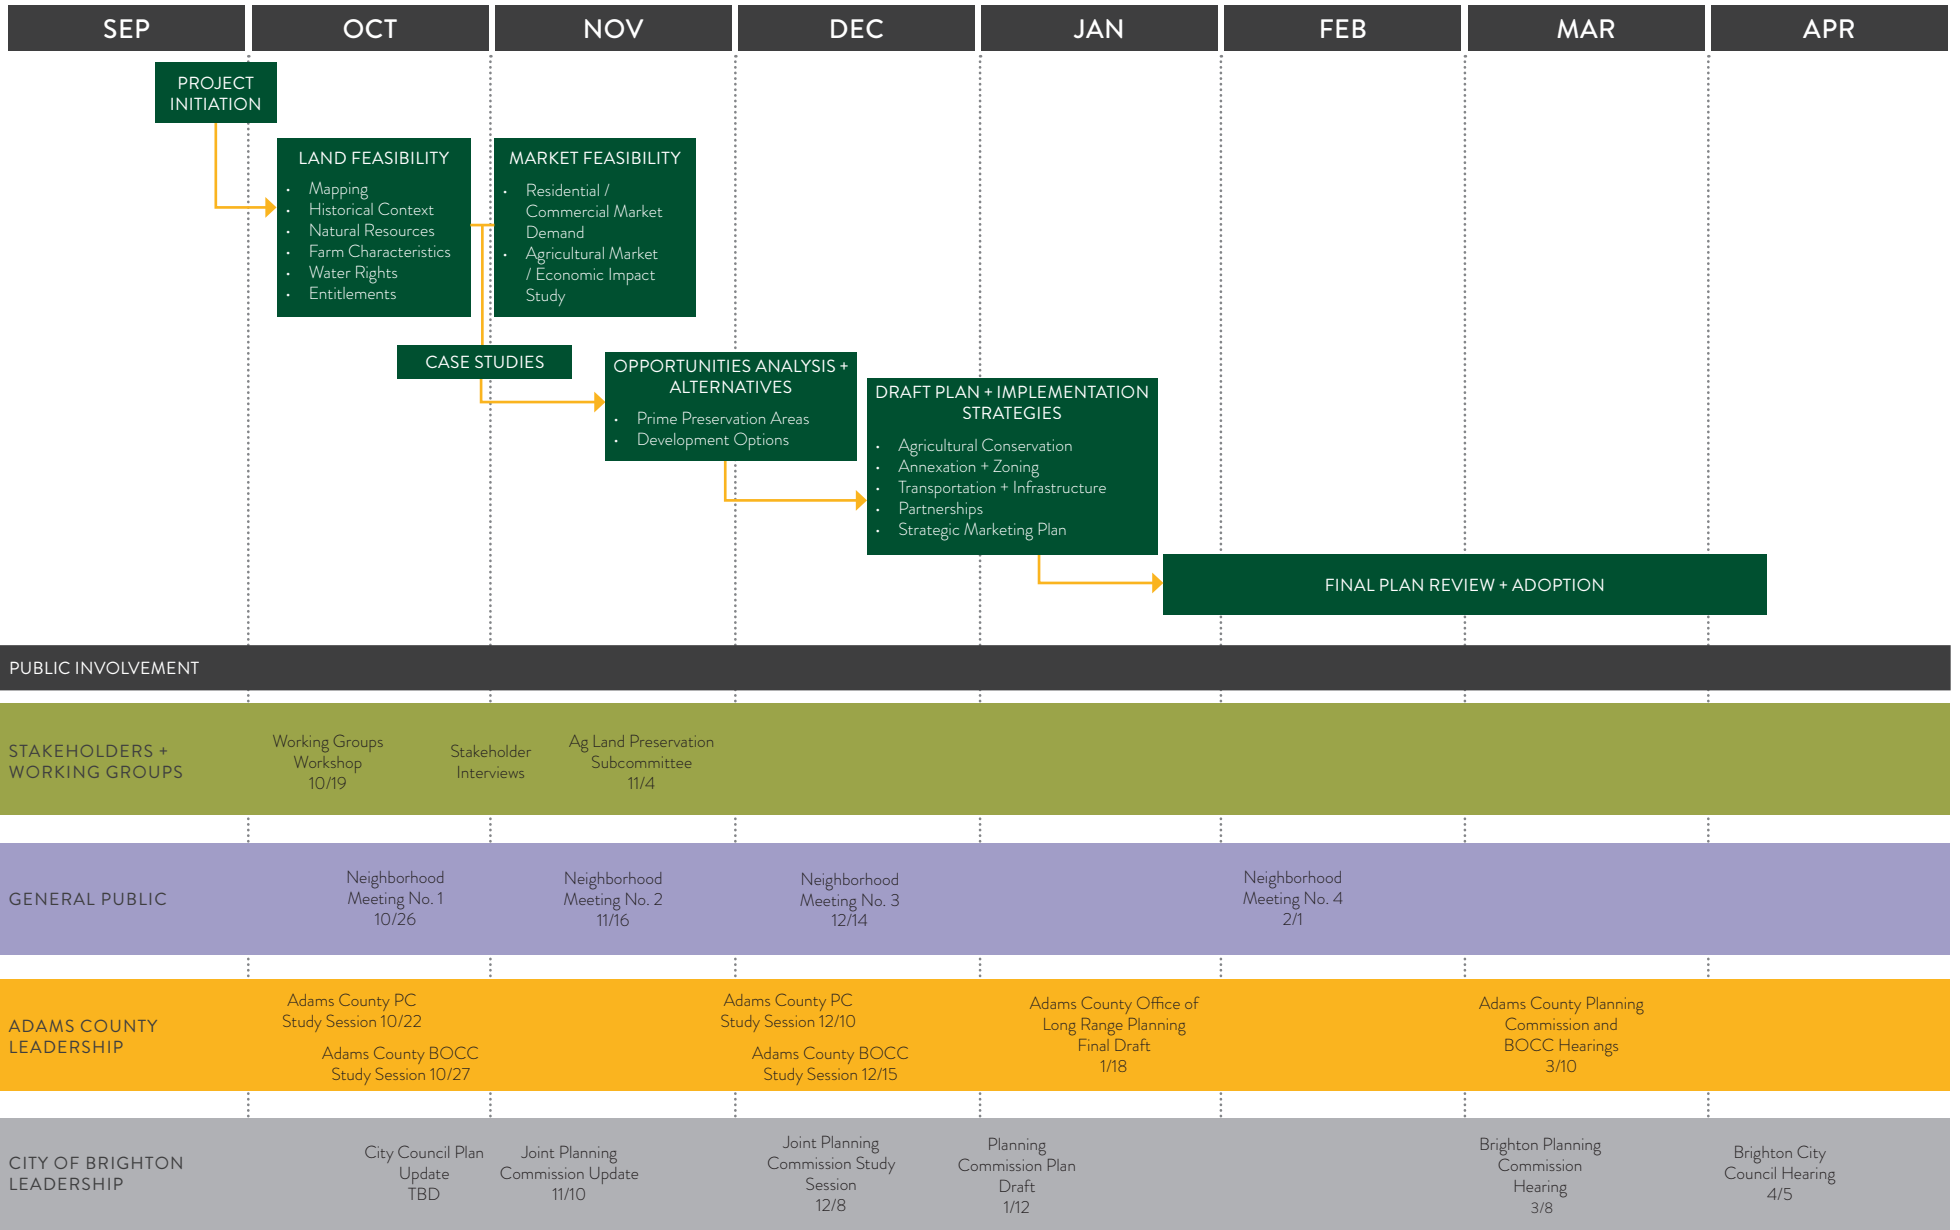 SEP
OCT
NOV
DEC
JAN
FEB
MAR
APR
PROJECT
INITIATION
LAND FEASIBILITY
• Mapping
• Historical Context
• Natural Resources
• Farm Characteristics
• Water Rights
• Entitlements
MARKET FEASIBILITY
• Residential /
Commercial Market
Demand
• Agricultural Market
/ Economic Impact
Study
CASE STUDIES
OPPORTUNITIES ANALYSIS +
ALTERNATIVES
• Prime Preservation Areas
• Development Options
DRAFT PLAN + IMPLEMENTATION
STRATEGIES
• Agricultural Conservation
• Annexation + Zoning
• Transportation + Infrastructure
• Partnerships
• Strategic Marketing Plan
FINAL PLAN REVIEW + ADOPTION
PUBLIC INVOLVEMENT
STAKEHOLDERS +
WORKING GROUPS
Working Groups
Workshop
10/19
Stakeholder
Interviews
Ag Land Preservation
Subcommittee
11/4
GENERAL PUBLIC
Neighborhood
Meeting No. 1
10/26
Neighborhood
Meeting No. 2
11/16
Neighborhood
Meeting No. 3
12/14
Neighborhood
Meeting No. 4
2/1
ADAMS COUNTY
LEADERSHIP
Adams County PC
Study Session 10/22
Adams County BOCC
Study Session 10/27
Adams County PC
Study Session 12/10
Adams County BOCC
Study Session 12/15
Adams County Office of
Long Range Planning
Final Draft
1/18
Adams County Planning
Commission and
BOCC Hearings
3/10
CITY OF BRIGHTON
LEADERSHIP
City Council Plan
Update
TBD
Joint Planning
Commission Update
11/10
Joint Planning
Commission Study
Session
12/8
Planning
Commission Plan
Draft
1/12
Brighton Planning
Commission
Hearing
3/8
Brighton City
Council Hearing
4/5